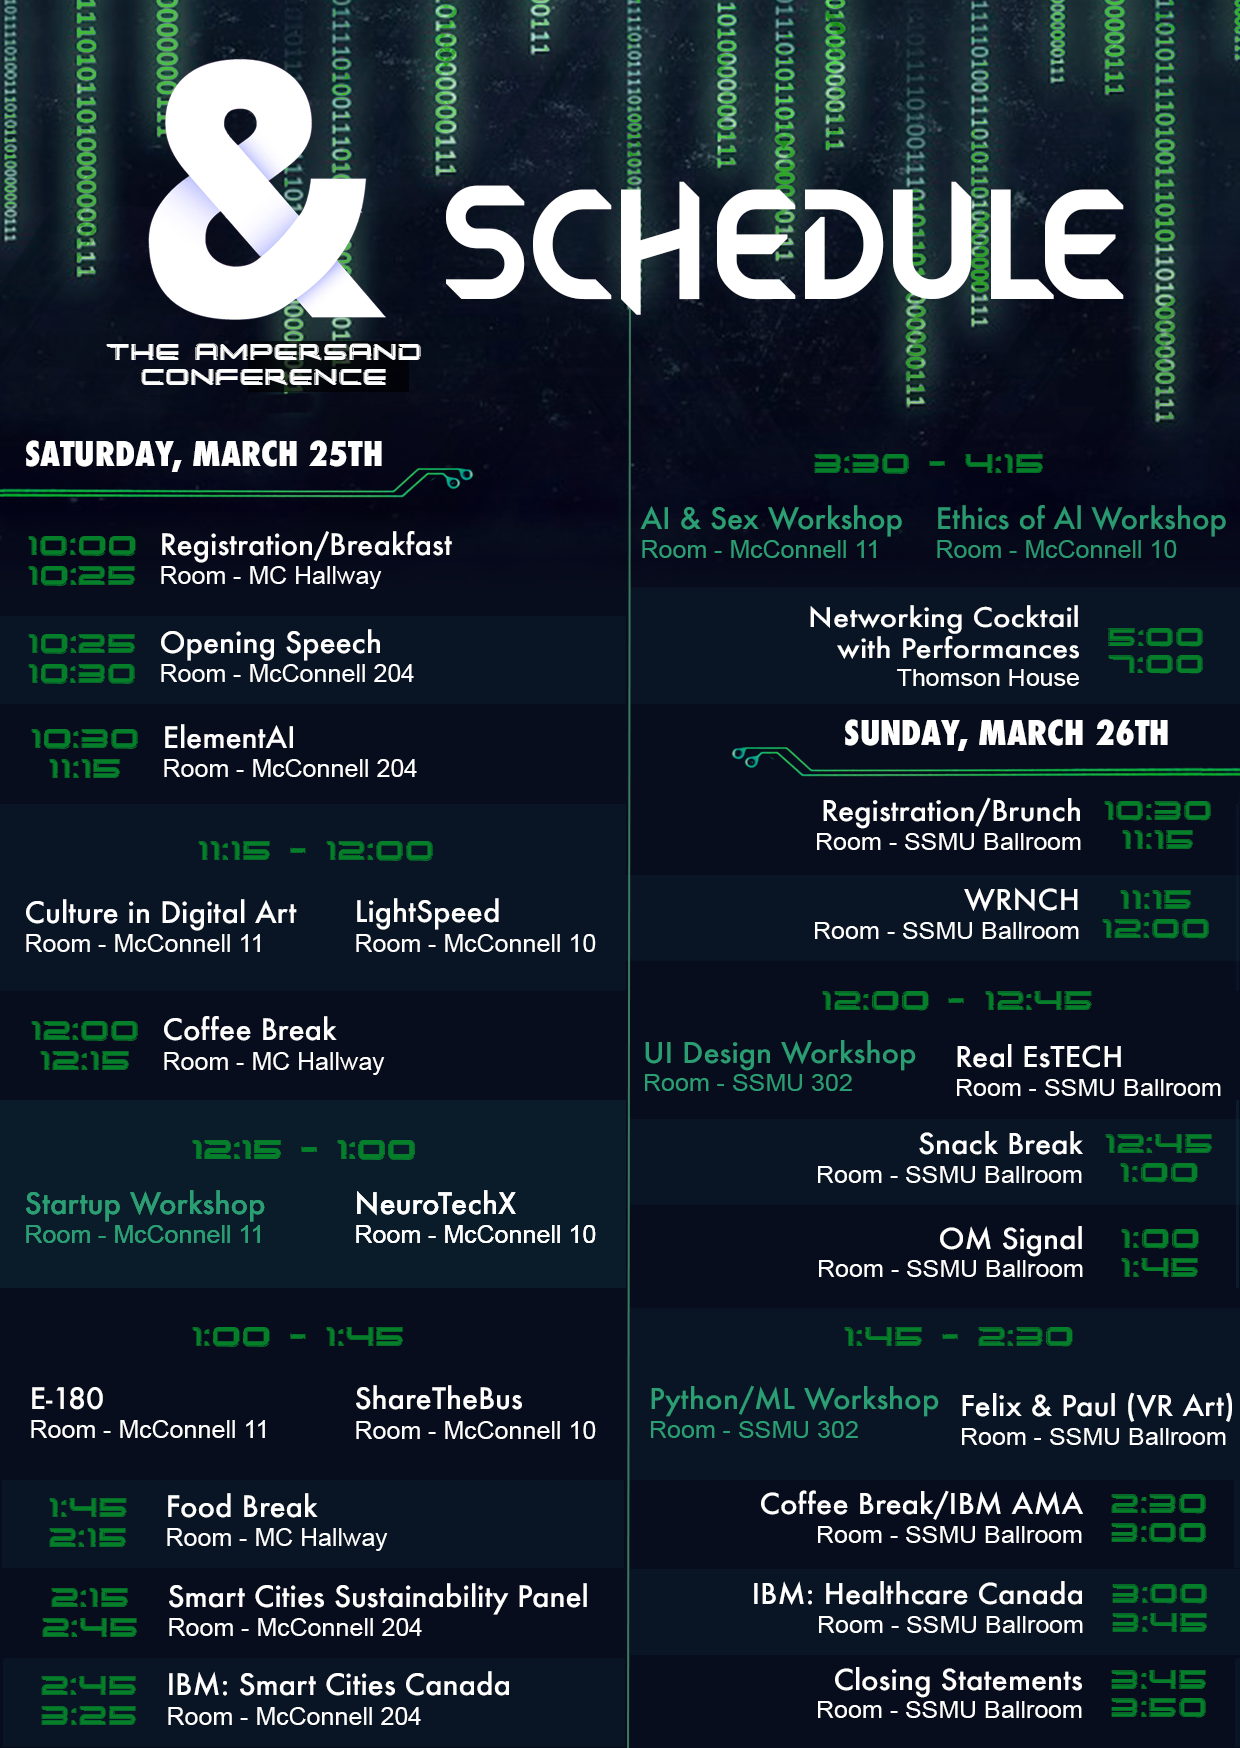 &
SCHEDULE
THE AMPERSAND
CONFERENCE
SATURDAY, MARCH 25TH
10:00
10:25
Registration/Breakfast
Room - MC Hallway
10:25
10:30
Opening Speech
Room - McConnell 204
10:30
11:15
ElementAI
Room - McConnell 204
11:15 - 12:00
Culture in Digital Art
Room - McConnell 11
LightSpeed
Room - McConnell 10
12:00
12:15
Coffee Break
Room - MC Hallway
12:15 - 1:00
Startup Workshop
Room - McConnell 11
NeuroTechX
Room - McConnell 10
1:00 - 1:45
E-180
Room - McConnell 11
ShareTheBus
Room - McConnell 10
1:45
2:15
Food Break
Room - MC Hallway
2:15
2:45
Smart Cities Sustainability Panel
Room - McConnell 204
2:45
3:25
IBM: Smart Cities Canada
Room - McConnell 204
3:30 - 4:15
AI & Sex Workshop
Room - McConnell 11
Ethics of AI Workshop
Room - McConnell 10
Networking Cocktail
with Performances
Thomson House
5:00
7:00
SUNDAY, MARCH 26TH
Registration/Brunch
Room - SSMU Ballroom
10:30
11:15
WRNCH
Room - SSMU Ballroom
11:15
12:00
12:00 - 12:45
UI Design Workshop
Room - SSMU 302
Real EsTECH
Room - SSMU Ballroom
Snack Break
Room - SSMU Ballroom
12:45
1:00
OM Signal
Room - SSMU Ballroom
1:00
1:45
1:45 - 2:30
Python/ML Workshop
Room - SSMU 302
Felix & Paul (VR Art)
Room - SSMU Ballroom
Coffee Break/IBM AMA
Room - SSMU Ballroom
2:30
3:00
IBM: Healthcare Canada
Room - SSMU Ballroom
3:00
3:45
Closing Statements
Room - SSMU Ballroom
3:45
3:50